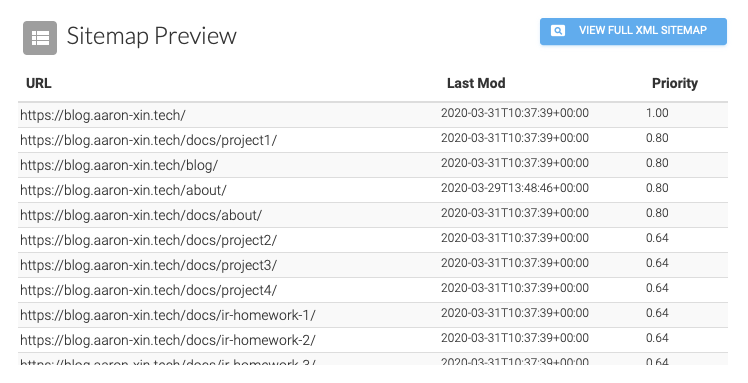 Sitemap Preview
VIEW FULL XML SITEMAP
URL Last Mod Priority
https://blog.aaron-xin.tech/ 2020-03-31T10:37:39+00:00 1.00
https://blog.aaron-xin.tech/docs/project1/ 2020-03-31T10:37:39+00:00 0.80
https://blog.aaron-xin.tech/blog/ 2020-03-31T10:37:39+00:00 0.80
https://blog.aaron-xin.tech/about/ 2020-03-29T13:48:46+00:00 0.80
https://blog.aaron-xin.tech/docs/about/ 2020-03-31T10:37:39+00:00 0.80
https://blog.aaron-xin.tech/docs/project2/ 2020-03-31T10:37:39+00:00 0.64
https://blog.aaron-xin.tech/docs/project3/ 2020-03-31T10:37:39+00:00 0.64
https://blog.aaron-xin.tech/docs/project4/ 2020-03-31T10:37:39+00:00 0.64
https://blog.aaron-xin.tech/docs/ir-homework-1/ 2020-03-31T10:37:39+00:00 0.64
https://blog.aaron-xin.tech/docs/ir-homework-2/ 2020-03-31T10:37:39+00:00 0.64
https://blog.aaron-xin.tech/docs/ir-homework-3/ 2020-03-31T10:37:39+00:00 0.64